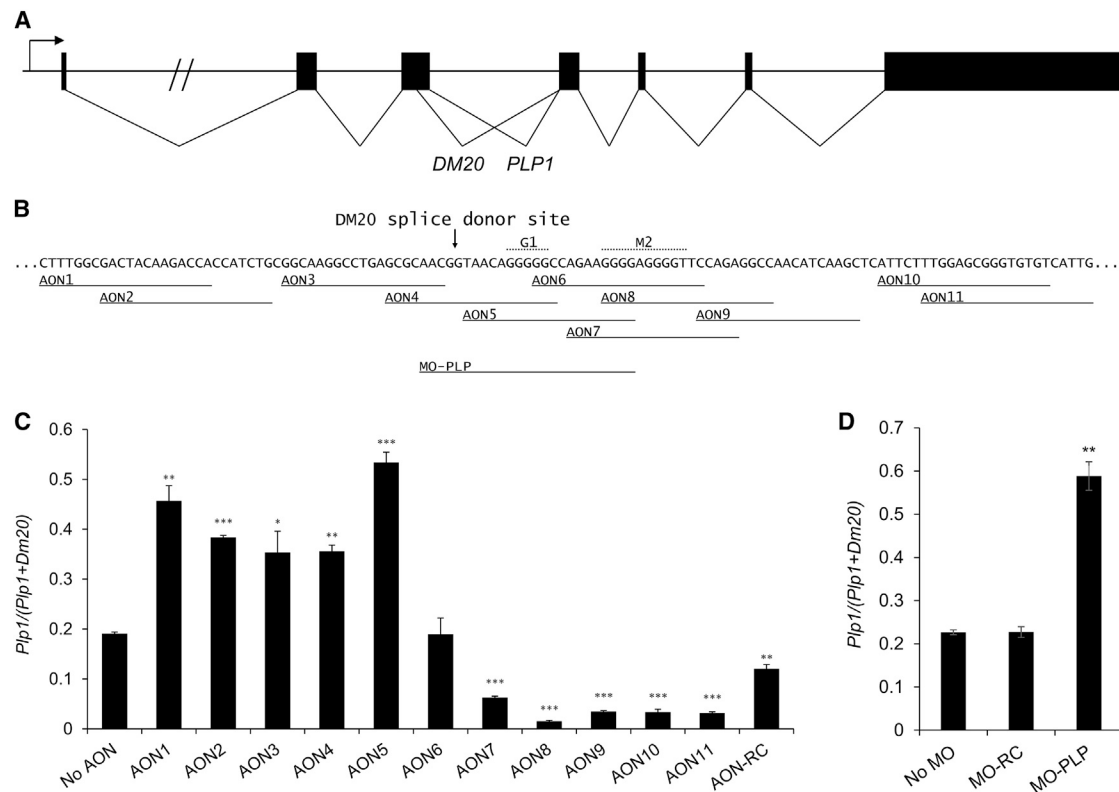 A
DM20 PLP1
B
DM20 splice donor site
G1 M2
...CTTTGGCGACTACAAGACCACCATCTGCGGCAAGGCCTGAGCGCAACGGTAACAGGGGGCCAGAAGGGGAGGGGTTCCAGAGGCCAACATCAAGCTCATTCTTTGGAGCGGGTGTGTCATTG...
AON1 AON3 AON6 AON10
AON2 AON4 AON8 AON11
AON5 AON9
AON7
MO-PLP
C
Plp1/(Plp1+Dm20)
0.6
0.5
0.4
0.3
0.2
0.1
0
** *** * ** *** *** *** *** *** *** **
No AON AON1 AON2 AON3 AON4 AON5 AON6 AON7 AON8 AON9 AON10 AON11 AON-RC
D
Plp1/(Plp1+Dm20)
0.7
0.6
0.5
0.4
0.3
0.2
0.1
0
**
No MO MO-RC MO-PLP